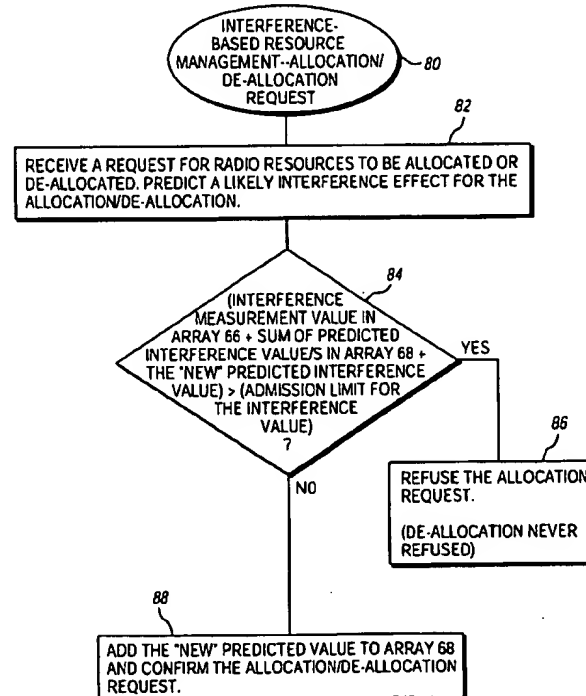 INTERFERENCE-
BASED RESOURCE
MANAGEMENT--ALLOCATION/
DE-ALLOCATION
REQUEST
80
82
RECEIVE A REQUEST FOR RADIO RESOURCES TO BE ALLOCATED OR
DE-ALLOCATED. PREDICT A LIKELY INTERFERENCE EFFECT FOR THE
ALLOCATION/DE-ALLOCATION.
84
(INTERFERENCE
MEASUREMENT VALUE IN
ARRAY 66 + SUM OF PREDICTED
INTERFERENCE VALUE/S IN ARRAY 68 +
THE "NEW" PREDICTED INTERFERENCE
VALUE) > (ADMISSION LIMIT FOR
THE INTERFERENCE
VALUE)
?
YES
NO
86
REFUSE THE ALLOCATION
REQUEST.
(DE-ALLOCATION NEVER
REFUSED)
88
ADD THE "NEW" PREDICTED VALUE TO ARRAY 68
AND CONFIRM THE ALLOCATION/DE-ALLOCATION
REQUEST.